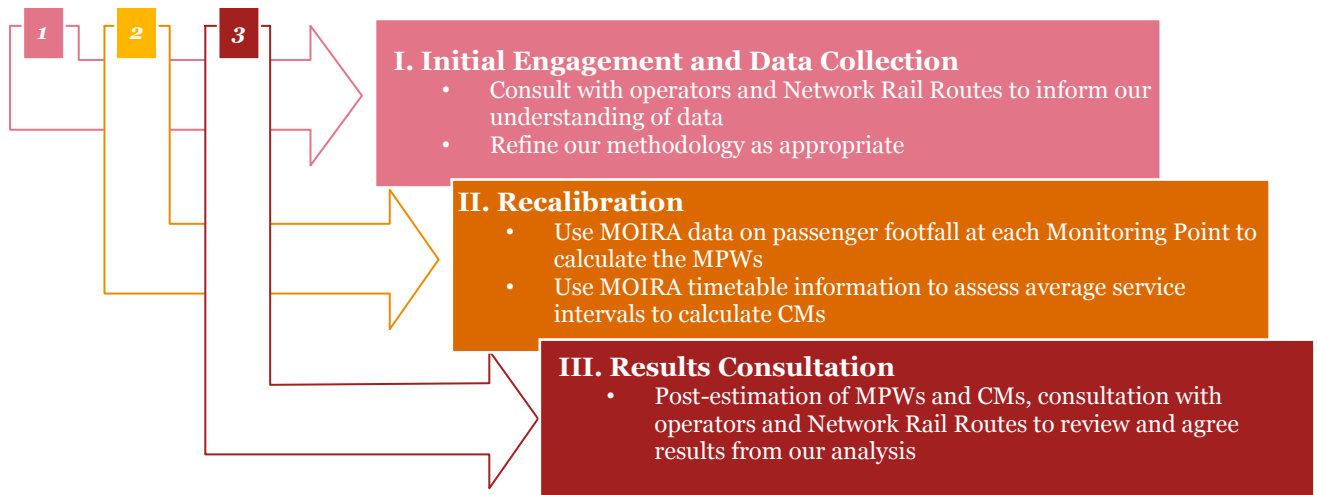 1 2 3
I. Initial Engagement and Data Collection
• Consult with operators and Network Rail Routes to inform our
understanding of data
• Refine our methodology as appropriate
II. Recalibration
• Use MOIRA data on passenger footfall at each Monitoring Point to
calculate the MPWs
• Use MOIRA timetable information to assess average service
intervals to calculate CMs
III. Results Consultation
• Post-estimation of MPWs and CMs, consultation with
operators and Network Rail Routes to review and agree
results from our analysis